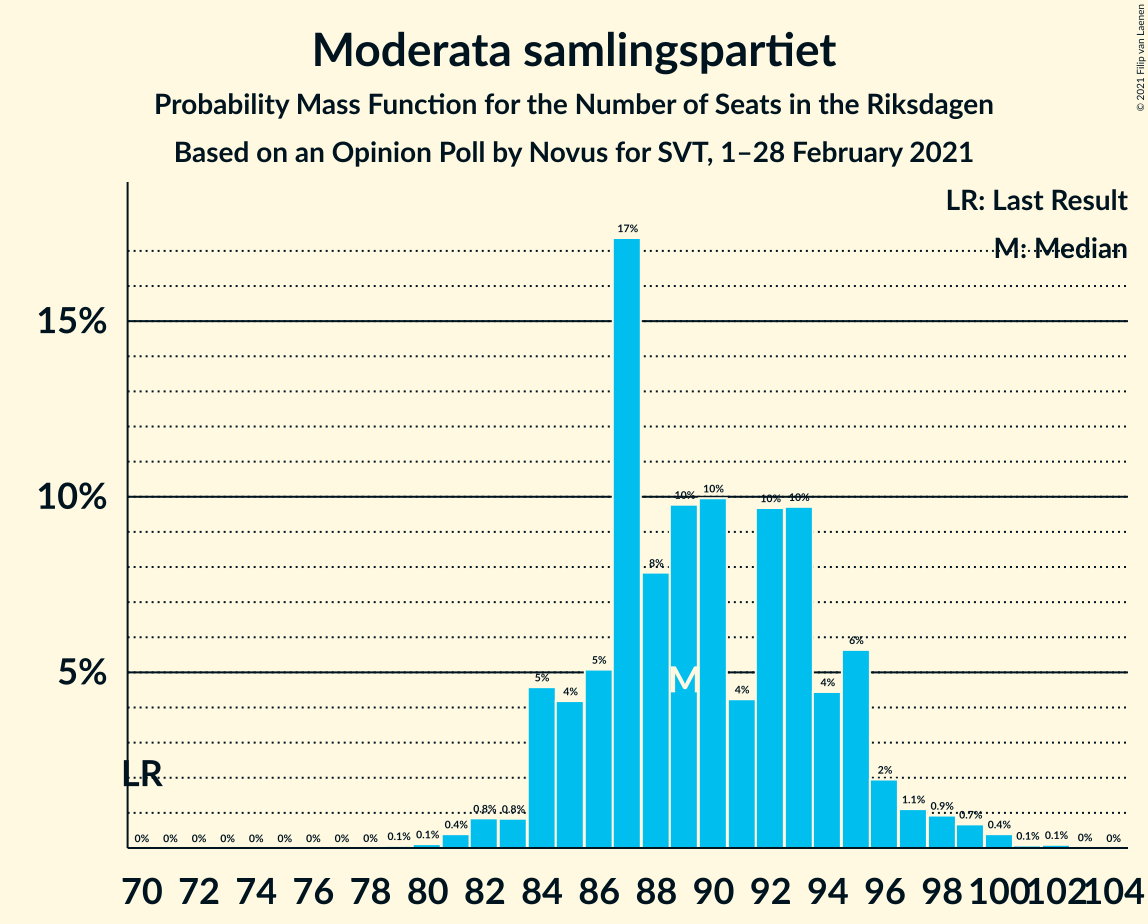 Moderata samlingspartiet
Probability Mass Function for the Number of Seats in the Riksdagen
Based on an Opinion Poll by Novus for SVT, 1–28 February 2021
© 2021 Filip van Laenen
LR: Last Result
M: Median
15%
10%
5%
LR
M
0% 0% 0% 0% 0% 0% 0% 0% 0% 0.1% 0.1% 0.4% 0.8% 0.8% 5% 4% 5% 17% 8% 10% 10% 4% 10% 10% 4% 6% 2% 1.1% 0.9% 0.7% 0.4% 0.1% 0.1% 0% 0%
70 72 74 76 78 80 82 84 86 88 90 92 94 96 98 100 102 104